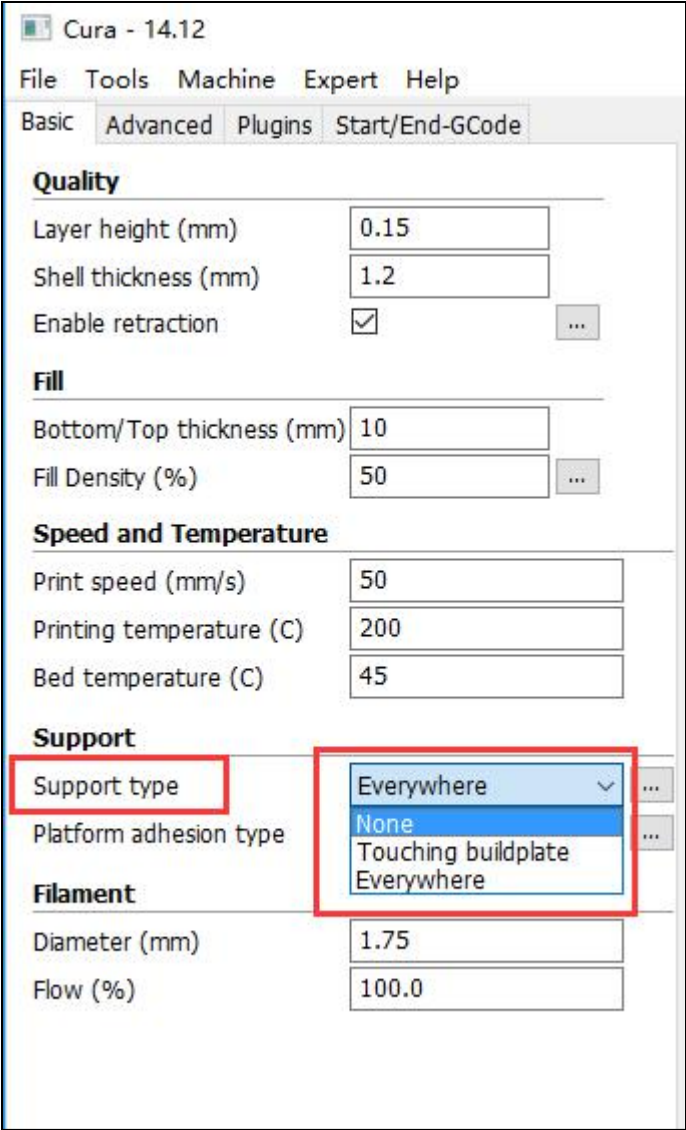 Cura - 14.12
File Tools Machine Expert Help
Basic Advanced Plugins Start/End-GCode
Quality
Layer height (mm) 0.15
Shell thickness (mm) 1.2
Enable retraction ...
Fill
Bottom/Top thickness (mm) 10
Fill Density (%) 50 ...
Speed and Temperature
Print speed (mm/s) 50
Printing temperature (C) 200
Bed temperature (C) 45
Support
Support type Everywhere ...
None
Platform adhesion type Touching buildplate ...
Everywhere
Filament
Diameter (mm) 1.75
Flow (%) 100.0